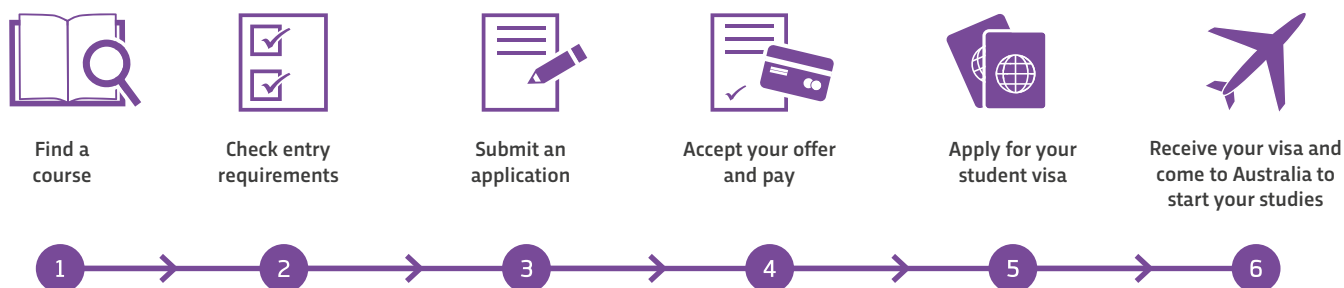 Find a
course
Check entry
requirements
Submit an
application
Accept your offer
and pay
Apply for your
student visa
Receive your visa and
come to Australia to
start your studies
1
2
3
4
5
6